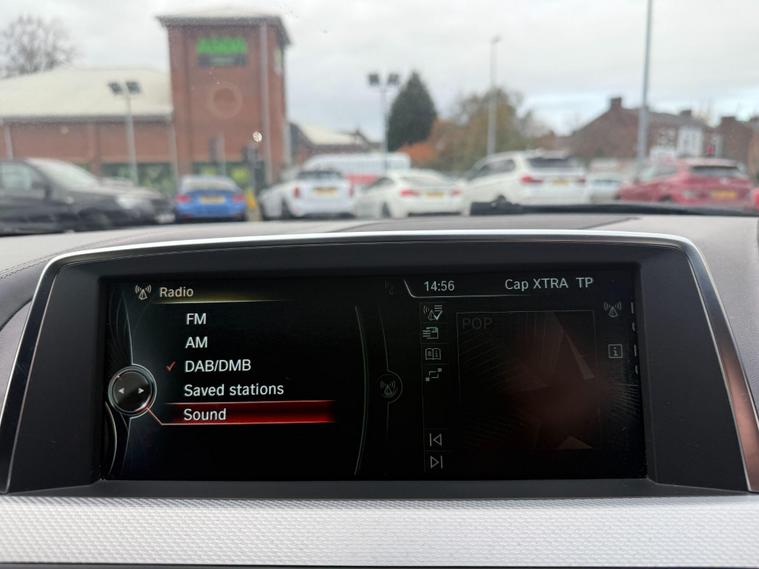 ASDA
Radio
14:56
Cap XTRA TP
FM
AM
DAB/DMB
Saved stations
Sound
POP